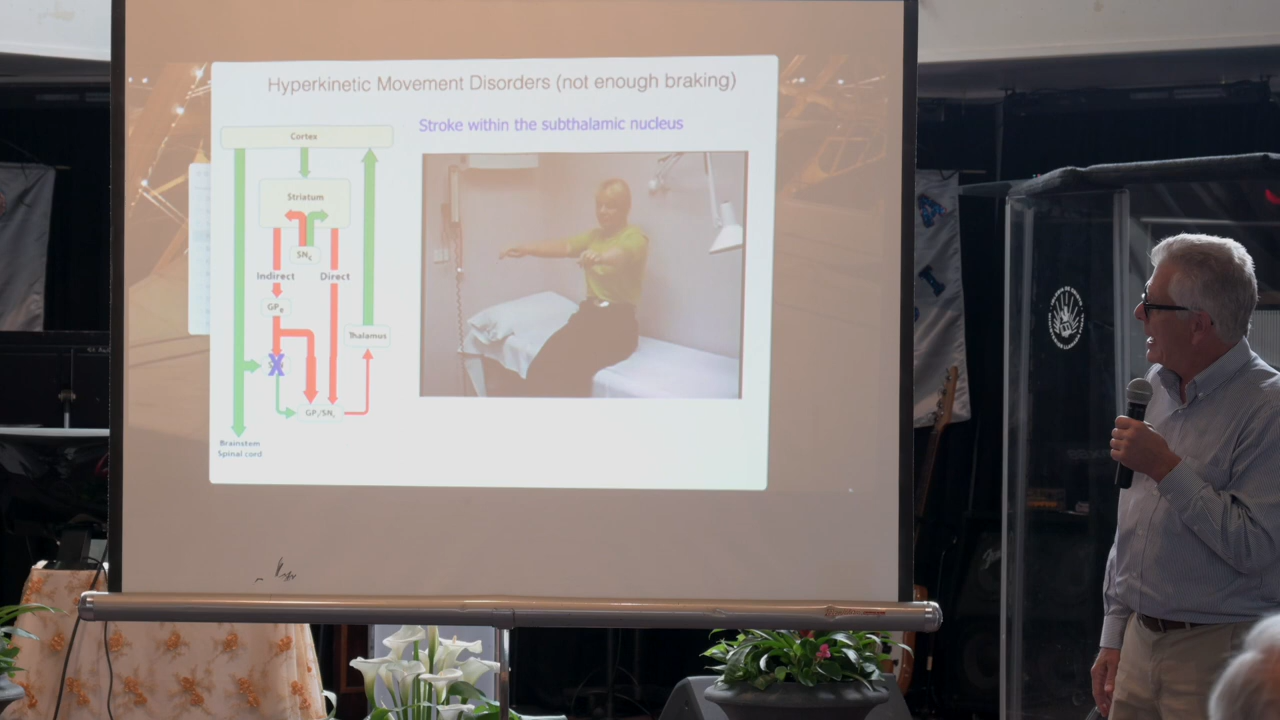 Hyperkinetic Movement Disorders (not enough braking)
Stroke within the subthalamic nucleus
Cortex
Striatum
SNc
Indirect
Direct
GPe
Thalamus
X
GPi/SNr
Brainstem
Spinal cord